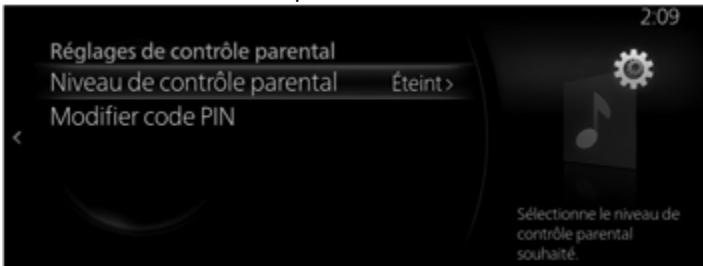 2:09
Réglages de contrôle parental
Niveau de contrôle parental Éteint >
Modifier code PIN
<
Sélectionne le niveau de
contrôle parental
souhaité.